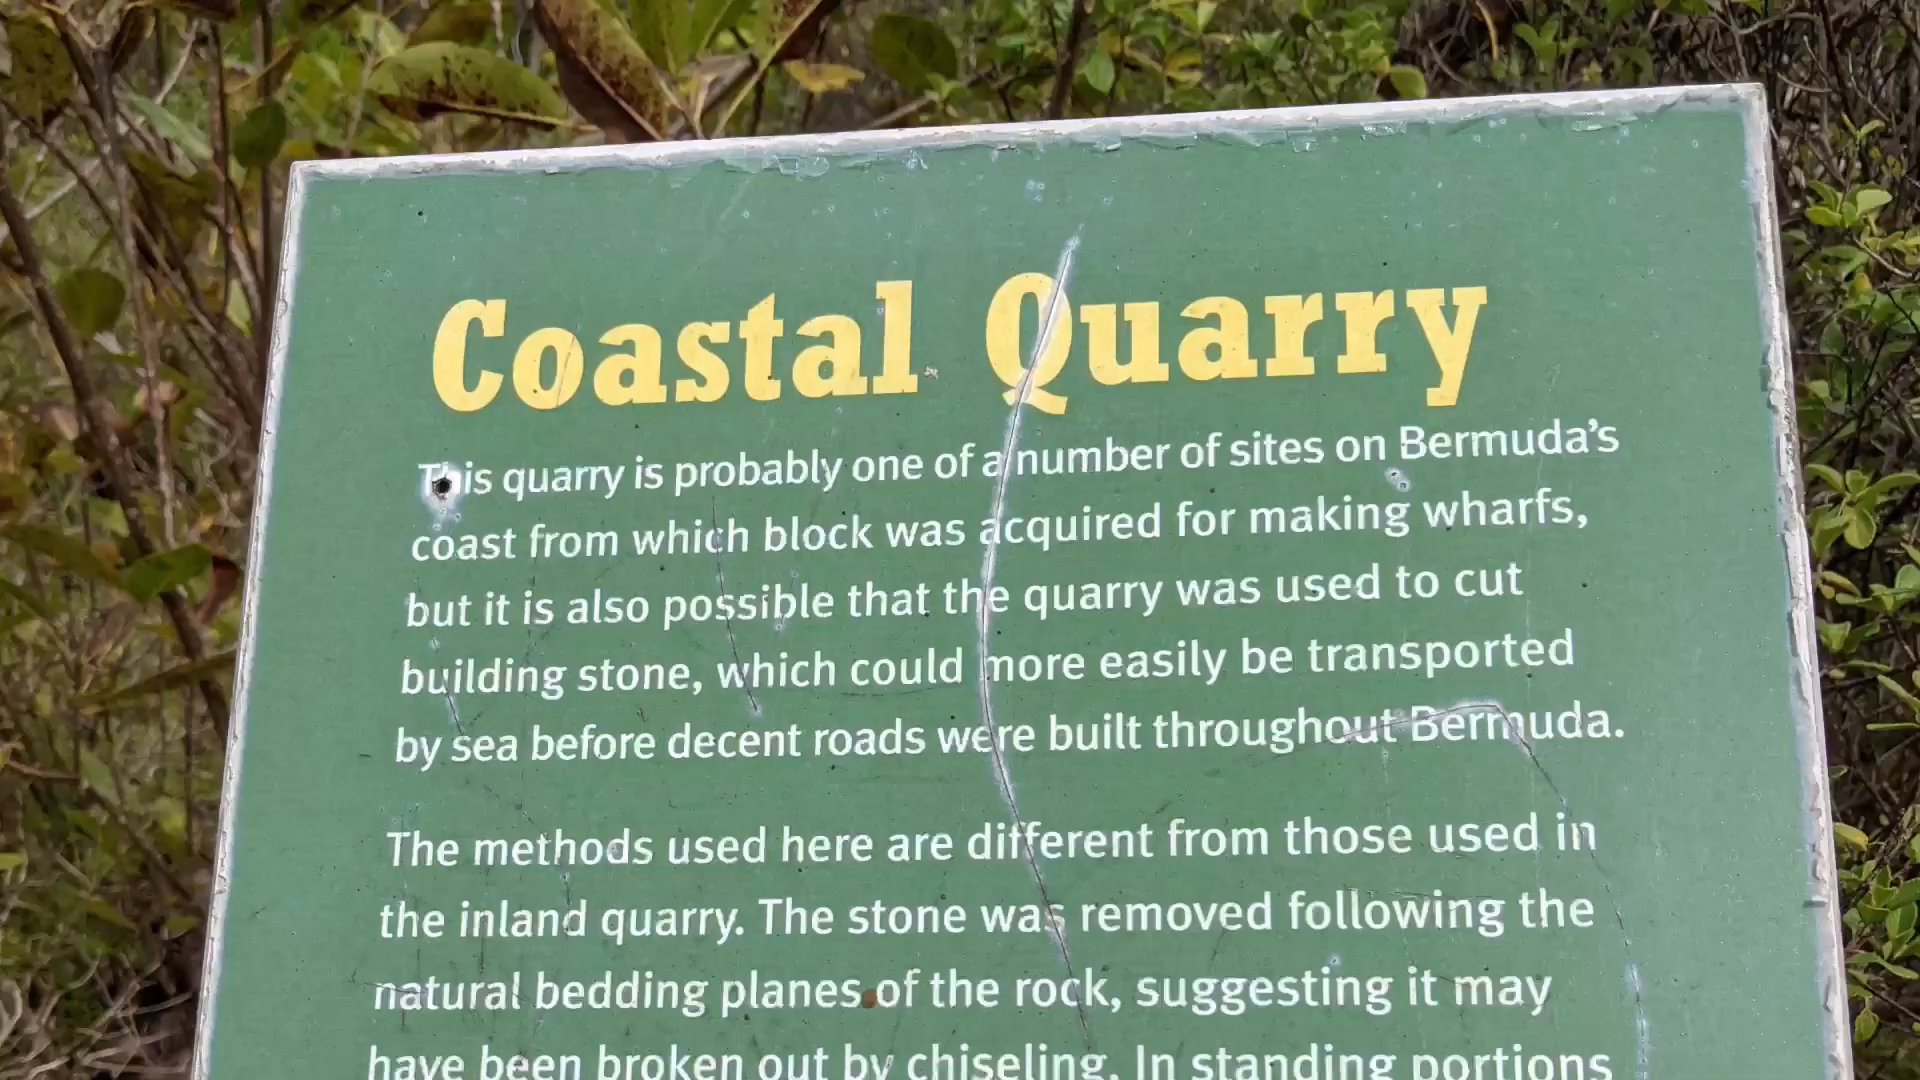 Coastal Quarry
This quarry is probably one of a number of sites on Bermuda's
coast from which block was acquired for making wharfs,
but it is also possible that the quarry was used to cut
building stone, which could more easily be transported
by sea before decent roads were built throughout Bermuda.
The methods used here are different from those used in
the inland quarry. The stone was removed following the
natural bedding planes of the rock, suggesting it may
have been broken out by chiseling. In standing portions